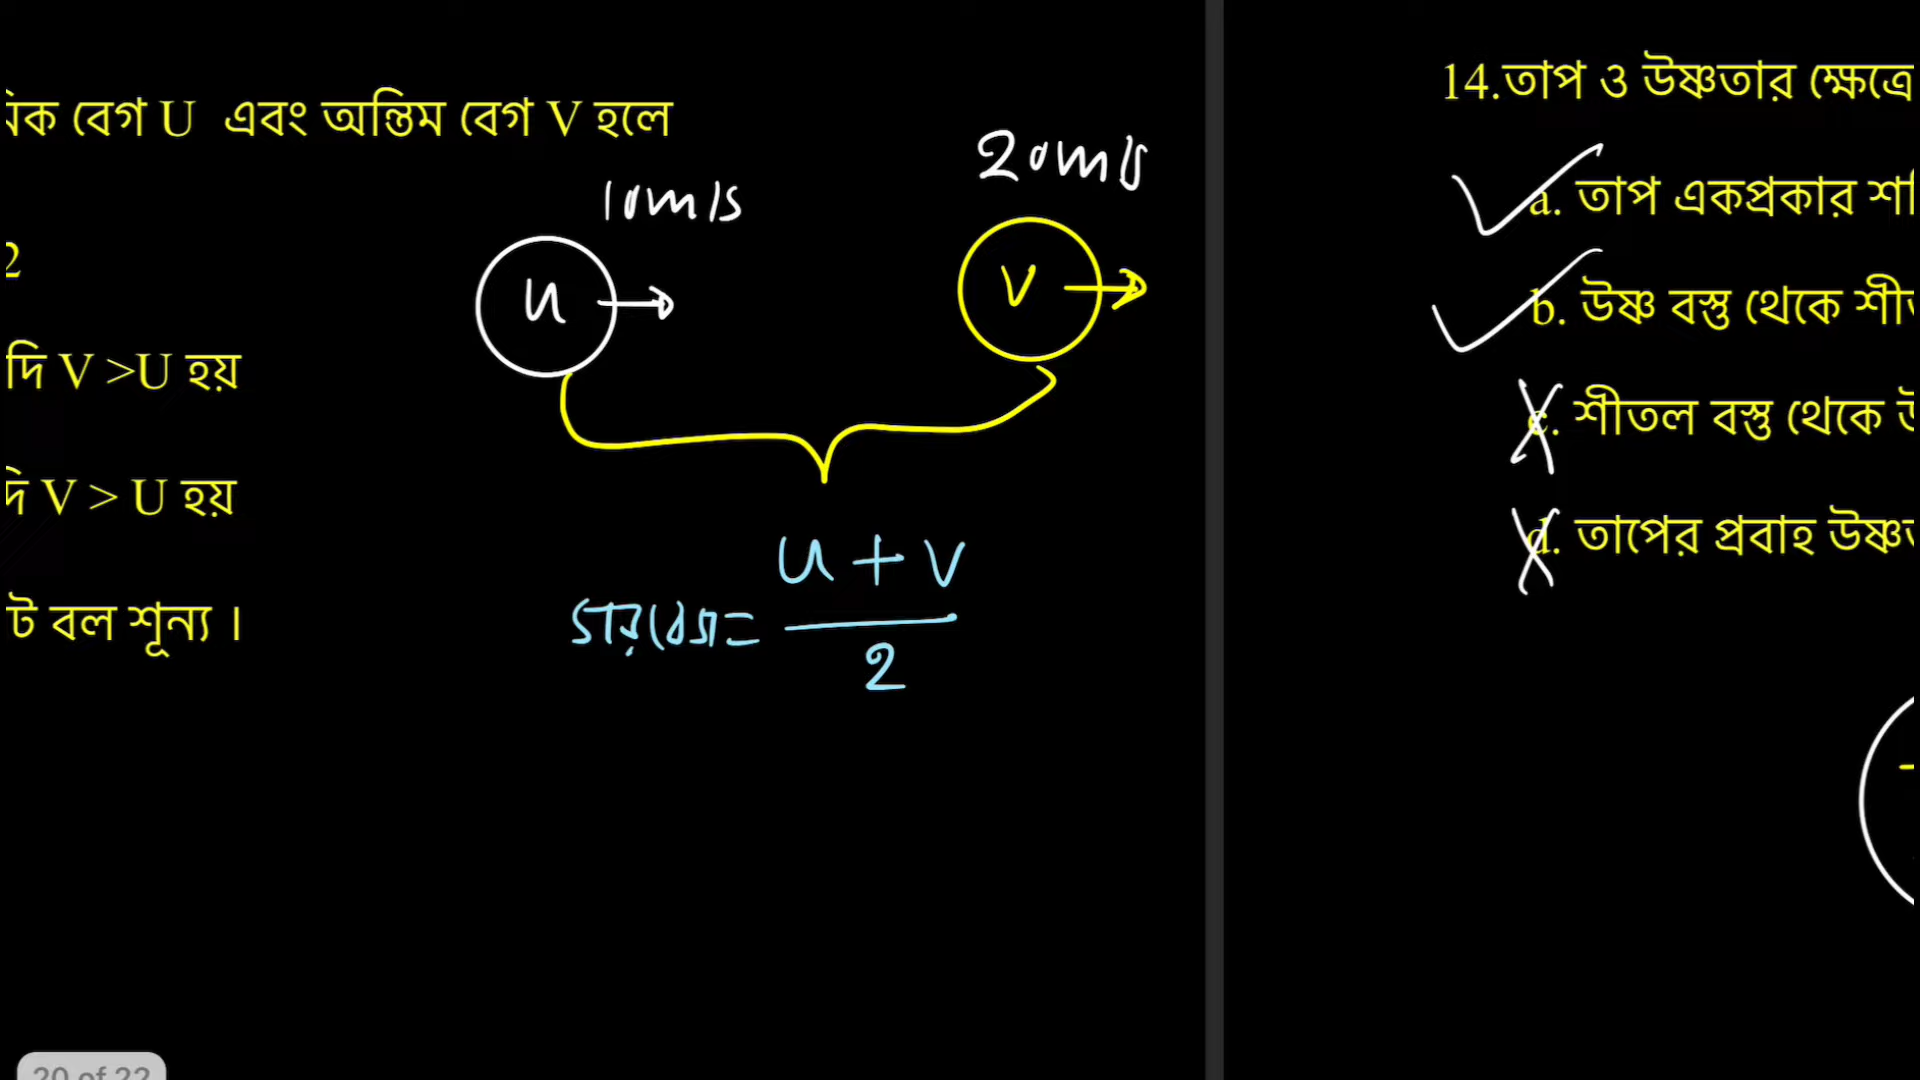 বেগ U এবং অন্তিম বেগ V হলে
10m/s
20m/s
2
u
v
দি V >U হয়
V > U হয়
ট বল শূন্য ।
u + v
=
2
20 of 22
14.তাপ ও উষ্ণতার ক্ষেত্রে
a. তাপ একপ্রকার
b. উষ্ণ বস্তু থেকে
c. শীতল বস্তু থেকে
d. তাপের প্রবাহ